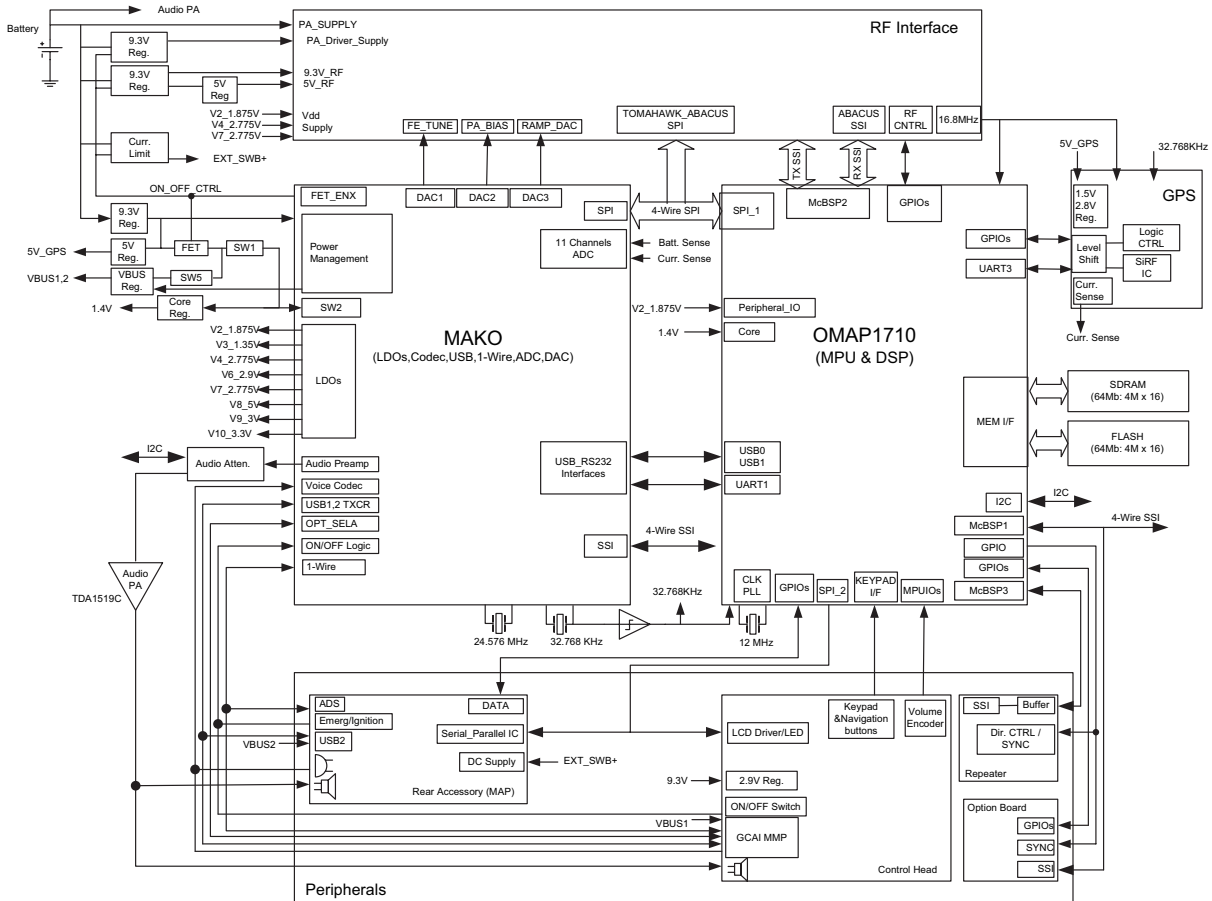 Audio PA
Battery
+
-
9.3V
Reg.
9.3V
Reg.
5V
Reg
V2_1.875V
V4_2.775V
V7_2.775V
Curr.
Limit
EXT_SWB+
ON_OFF_CTRL
PA_SUPPLY
PA_Driver_Supply
9.3V_RF
5V_RF
Vdd
Supply
RF Interface
FE_TUNE
PA_BIAS
RAMP_DAC
TOMAHAWK_ABACUS
SPI
ABACUS
SSI
RF
CNTRL
16.8MHz
TX SSI
RX SSI
5V_GPS
32.768KHz
1.5V
2.8V
Reg.
GPS
Level
Shift
Logic
CTRL
SiRF
IC
Curr.
Sense
Curr. Sense
9.3V
Reg.
5V_GPS
5V
Reg.
FET
SW1
VBUS1,2
VBUS
Reg.
SW5
1.4V
Core
Reg.
FET_ENX
DAC1
DAC2
DAC3
Power
Management
SW2
SPI
4-Wire SPI
11 Channels
ADC
Batt. Sense
Curr. Sense
MAKO
(LDOs,Codec,USB,1-Wire,ADC,DAC)
V2_1.875V
V3_1.35V
V4_2.775V
V6_2.9V
V7_2.775V
V8_5V
V9_3V
V10_3.3V
LDOs
I2C
Audio Atten.
Audio Preamp
Voice Codec
USB1,2 TXCR
OPT_SELA
ON/OFF Logic
1-Wire
USB_RS232
Interfaces
SSI
4-Wire SSI
Audio
PA
TDA1519C
24.576 MHz
32.768 KHz
32.768KHz
12 MHz
SPI_1
McBSP2
GPIOs
GPIOs
UART3
V2_1.875V
Peripheral_IO
1.4V
Core
OMAP1710
(MPU & DSP)
MEM I/F
SDRAM
(64Mb: 4M x 16)
FLASH
(64Mb: 4M x 16)
USB0
USB1
UART1
I2C
I2C
McBSP1
4-Wire SSI
GPIO
GPIOs
McBSP3
CLK
PLL
GPIOs
SPI_2
KEYPAD
I/F
MPUIOs
ADS
Emerg/Ignition
VBUS2
USB2
DATA
Serial_Parallel IC
DC Supply
EXT_SWB+
Rear Accessory (MAP)
LCD Driver/LED
Keypad
&Navigation
buttons
Volume
Encoder
9.3V
2.9V Reg.
ON/OFF Switch
VBUS1
GCAI MMP
Control Head
SSI
Buffer
Dir. CTRL /
SYNC
Repeater
Option Board
GPIOs
SYNC
SSI
Peripherals